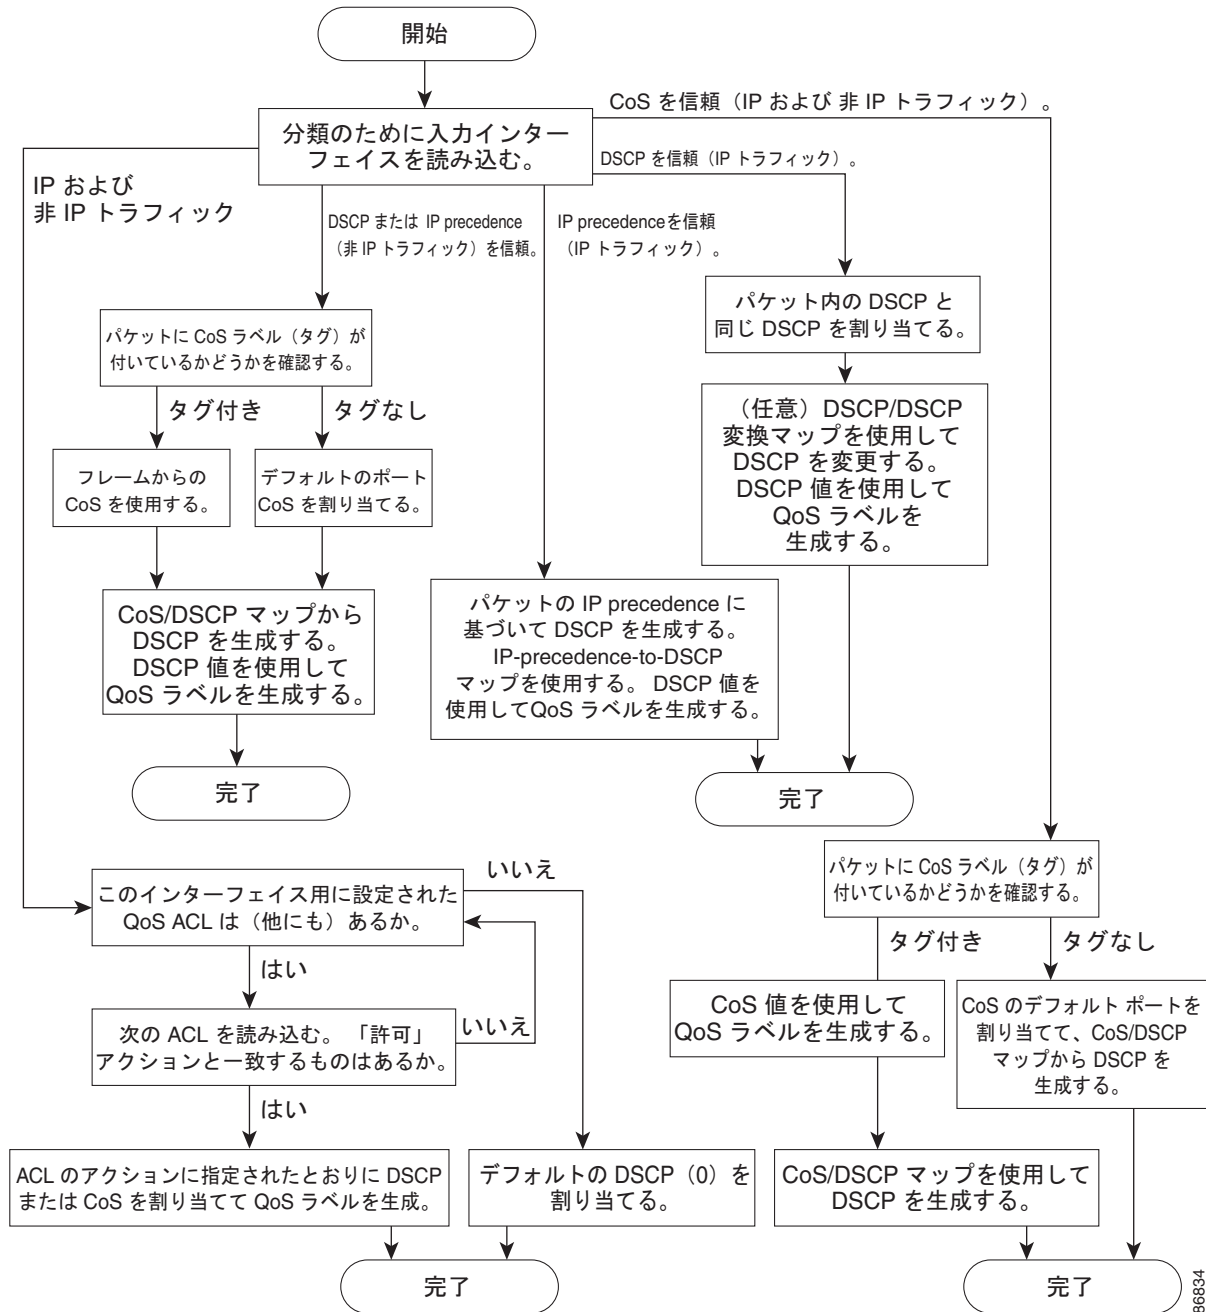 開始
CoS を信頼（IP および 非 IP トラフィック）。
分類のために入力インター
フェイスを読み込む。
DSCP を信頼（IP トラフィック）。
IP および
非 IP トラフィック
DSCP または IP precedence
（非 IP トラフィック）を信頼。
IP precedenceを信頼
（IP トラフィック）。
パケット内の DSCP と
同じ DSCP を割り当てる。
パケットに CoS ラベル（タグ）が
付いているかどうかを確認する。
タグ付き
タグなし
（任意）DSCP/DSCP
変換マップを使用して
DSCP を変更する。
DSCP 値を使用して
QoS ラベルを
生成する。
フレームからの
CoS を使用する。
デフォルトのポート
CoS を割り当てる。
CoS/DSCP マップから
DSCP を生成する。
DSCP 値を使用して
QoS ラベルを生成する。
パケットの IP precedence に
基づいて DSCP を生成する。
IP-precedence-to-DSCP
マップを使用する。 DSCP 値を
使用してQoS ラベルを生成する。
完了
完了
このインターフェイス用に設定された
QoS ACL は（他にも）あるか。
いいえ
はい
次の ACL を読み込む。 「許可」
アクションと一致するものはあるか。
いいえ
はい
ACL のアクションに指定されたとおりに DSCP
または CoS を割り当てて QoS ラベルを生成。
デフォルトの DSCP（0）を
割り当てる。
完了
パケットに CoS ラベル（タグ）が
付いているかどうかを確認する。
タグ付き
タグなし
CoS 値を使用して
QoS ラベルを生成する。
CoS のデフォルト ポートを
割り当てて、CoS/DSCP
マップから DSCP を
生成する。
CoS/DSCP マップを使用して
DSCP を生成する。
完了
86834